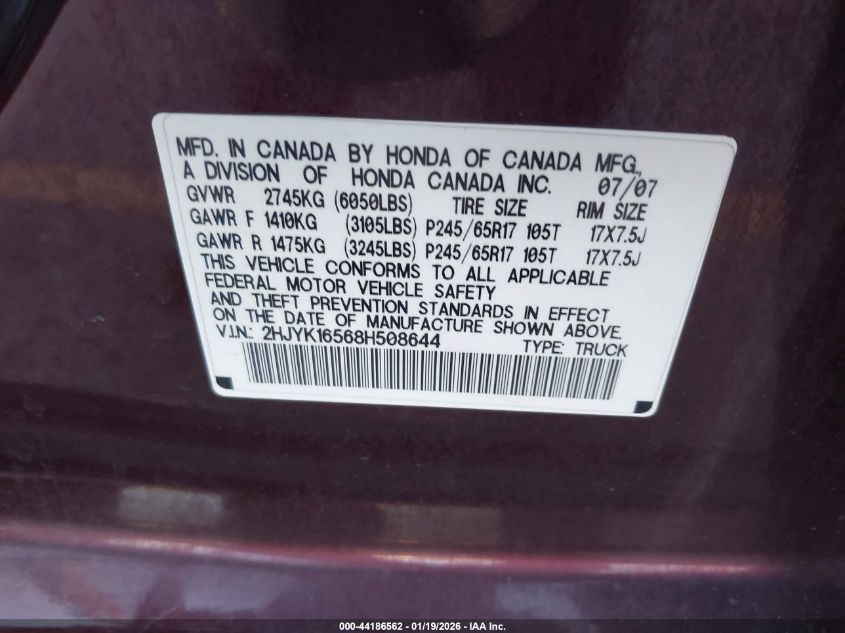 MFD. IN CANADA BY HONDA OF CANADA MFG.,
A DIVISION OF HONDA CANADA INC. 07/07
GVWR 2745KG (6050LBS) TIRE SIZE RIM SIZE
GAWR F 1410KG (3105LBS) P245/65R17 105T 17X7.5J
GAWR R 1475KG (3245LBS) P245/65R17 105T 17X7.5J
THIS VEHICLE CONFORMS TO ALL APPLICABLE
FEDERAL MOTOR VEHICLE SAFETY
AND THEFT PREVENTION STANDARDS IN EFFECT
ON THE DATE OF MANUFACTURE SHOWN ABOVE.
V.I.N.: 2HJYK16568H508644 TYPE: TRUCK
000-44186562 - 01/19/2026 - IAA Inc.